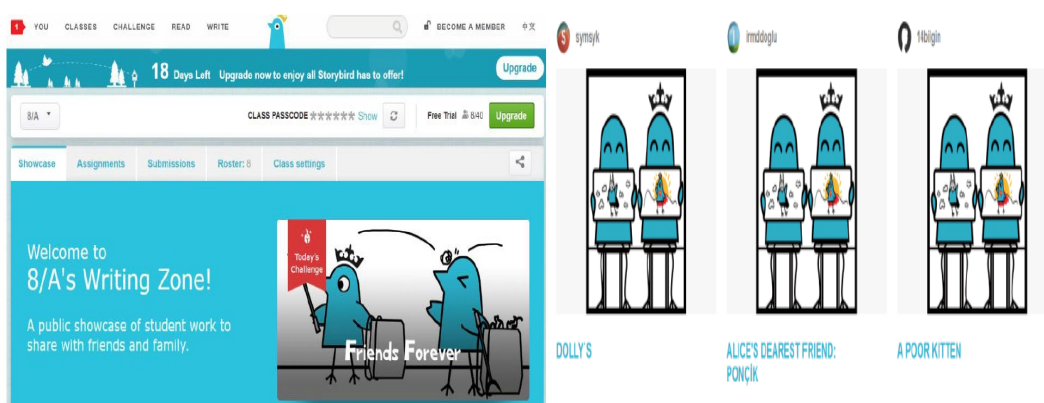 1 YOU CLASSES CHALLENGE READ WRITE BECOME A MEMBER 中文
18 Days Left Upgrade now to enjoy all Storybird has to offer! Upgrade
8/A CLASS PASSCODE ****** Show Free Trial 8/40 Upgrade
Showcase Assignments Submissions Roster: 8 Class settings
Welcome to
8/A's Writing Zone!
A public showcase of student work to
share with friends and family.
Today's
Challenge
Friends Forever
symsyk
irmddoglu
14bilgin
DOLLY'S
ALICE'S DEAREST FRIEND:
PONÇİK
A POOR KITTEN